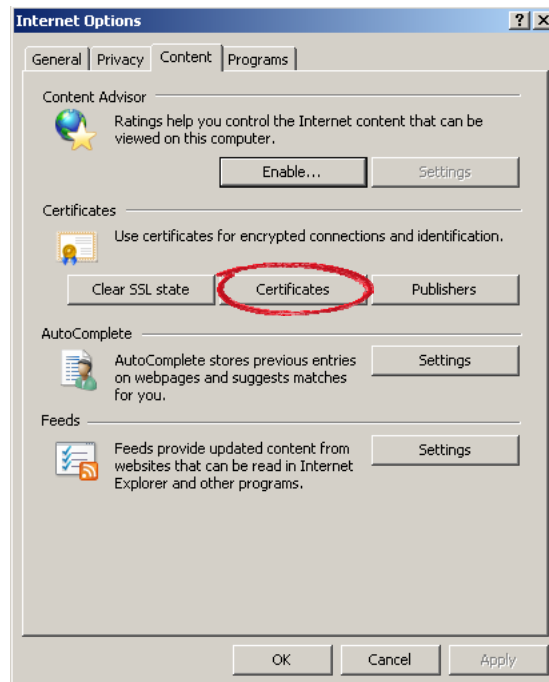 Internet Options
General Privacy Content Programs
Content Advisor
Ratings help you control the Internet content that can be
viewed on this computer.
Enable... Settings
Certificates
Use certificates for encrypted connections and identification.
Clear SSL state Certificates Publishers
AutoComplete
AutoComplete stores previous entries
on webpages and suggests matches
for you.
Settings
Feeds
Feeds provide updated content from
websites that can be read in Internet
Explorer and other programs.
Settings
OK Cancel Apply